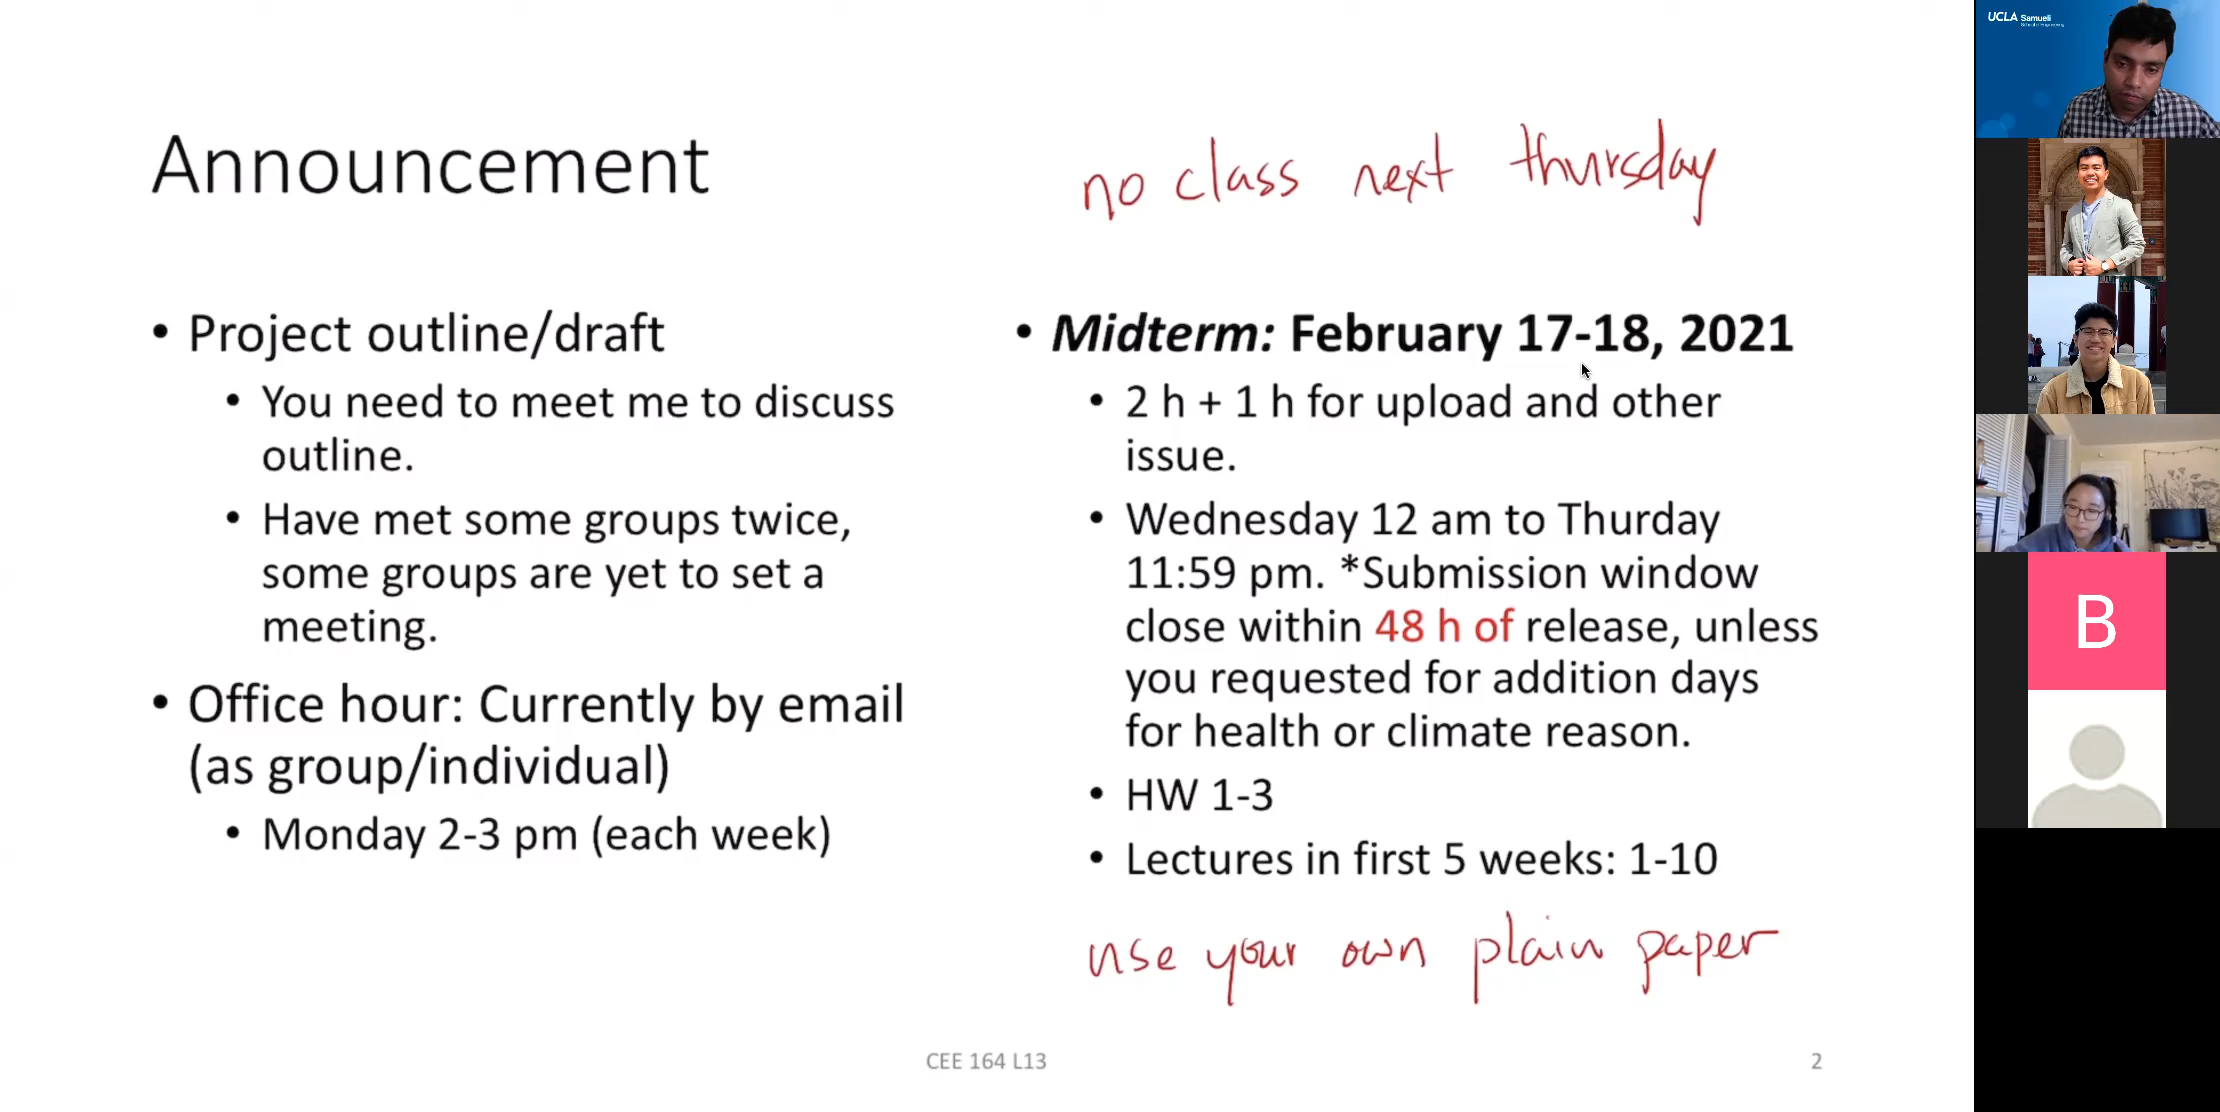 Announcement
no class next thursday
• Project outline/draft
• You need to meet me to discuss
outline.
• Have met some groups twice,
some groups are yet to set a
meeting.
• Office hour: Currently by email
(as group/individual)
• Monday 2-3 pm (each week)
• Midterm: February 17-18, 2021
• 2 h + 1 h for upload and other
issue.
• Wednesday 12 am to Thurday
11:59 pm. *Submission window
close within 48 h of release, unless
you requested for addition days
for health or climate reason.
• HW 1-3
• Lectures in first 5 weeks: 1-10
use your own plain paper
CEE 164 L13
2
UCLA Samueli
School of Engineering
B